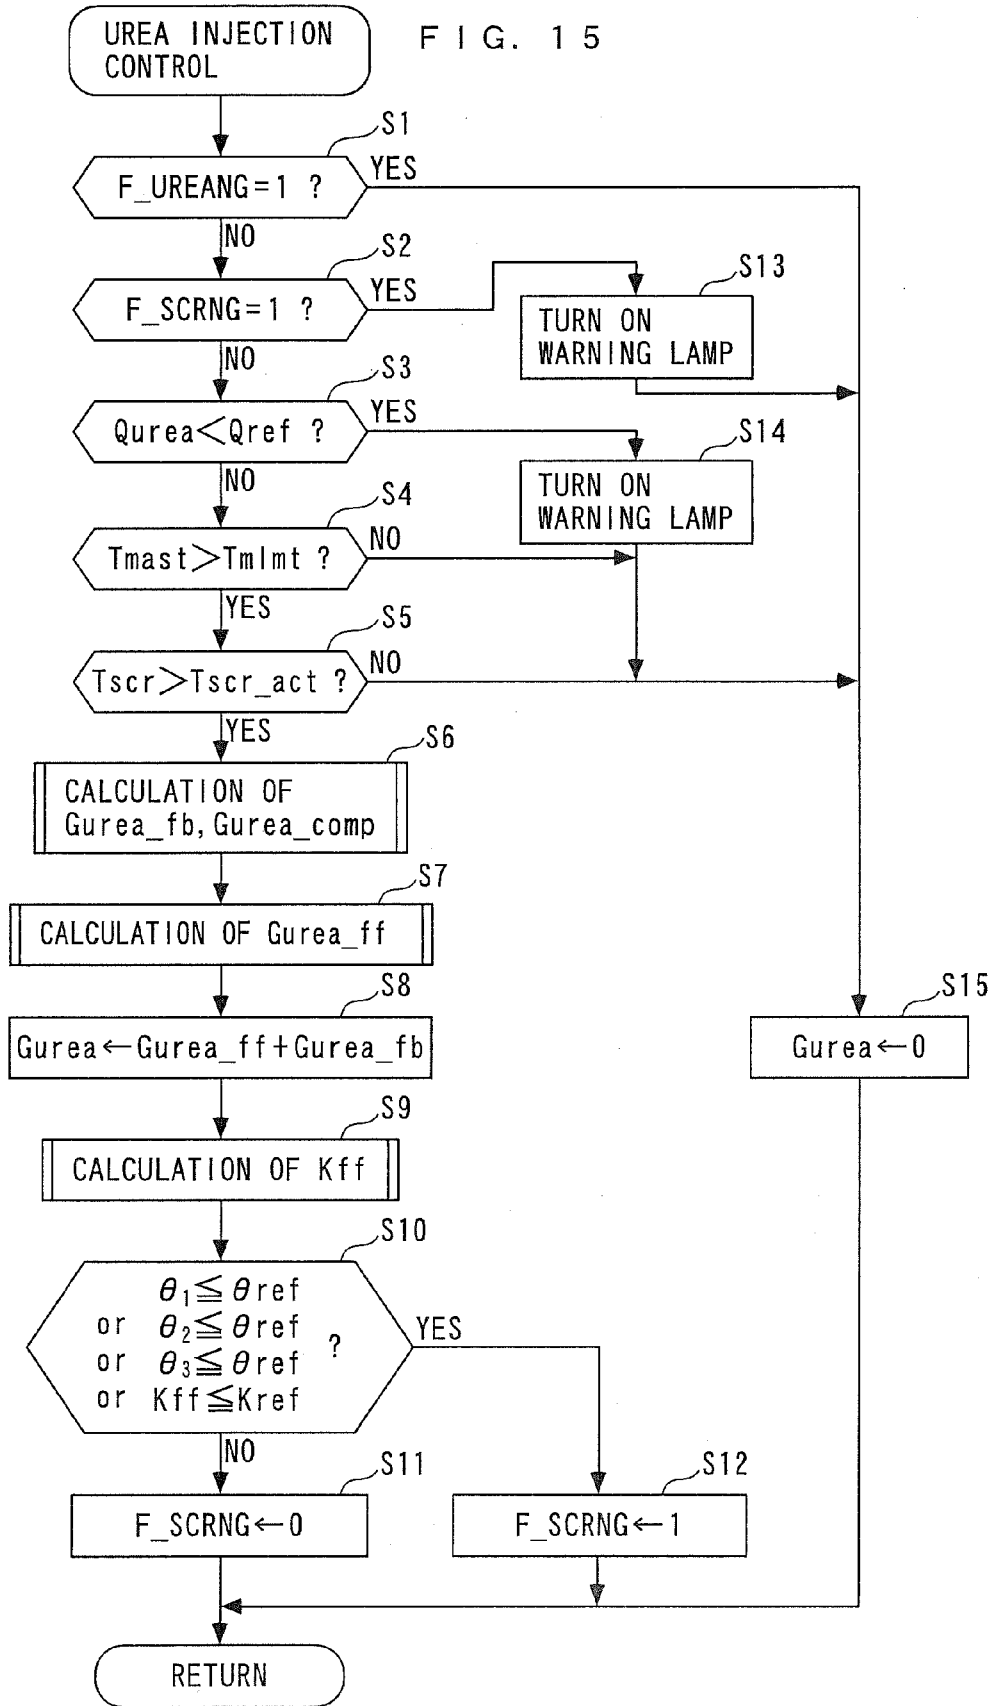 UREA INJECTION
CONTROL
FIG. 15
S1
F_UREANG=1 ?
YES
NO
S2
F_SCRNG=1 ?
YES
S13
TURN ON
WARNING LAMP
NO
S3
Qurea<Qref ?
YES
S14
TURN ON
WARNING LAMP
NO
S4
Tmast>Tmlmt ?
NO
YES
S5
Tscr>Tscr_act ?
NO
YES
S6
CALCULATION OF
Gurea_fb, Gurea_comp
S7
CALCULATION OF Gurea_ff
S8
Gurea←Gurea_ff+Gurea_fb
S15
Gurea←0
S9
CALCULATION OF Kff
S10
θ₁≦θref
or θ₂≦θref
or θ₃≦θref
or Kff≦Kref
?
YES
NO
S11
F_SCRNG←0
S12
F_SCRNG←1
RETURN